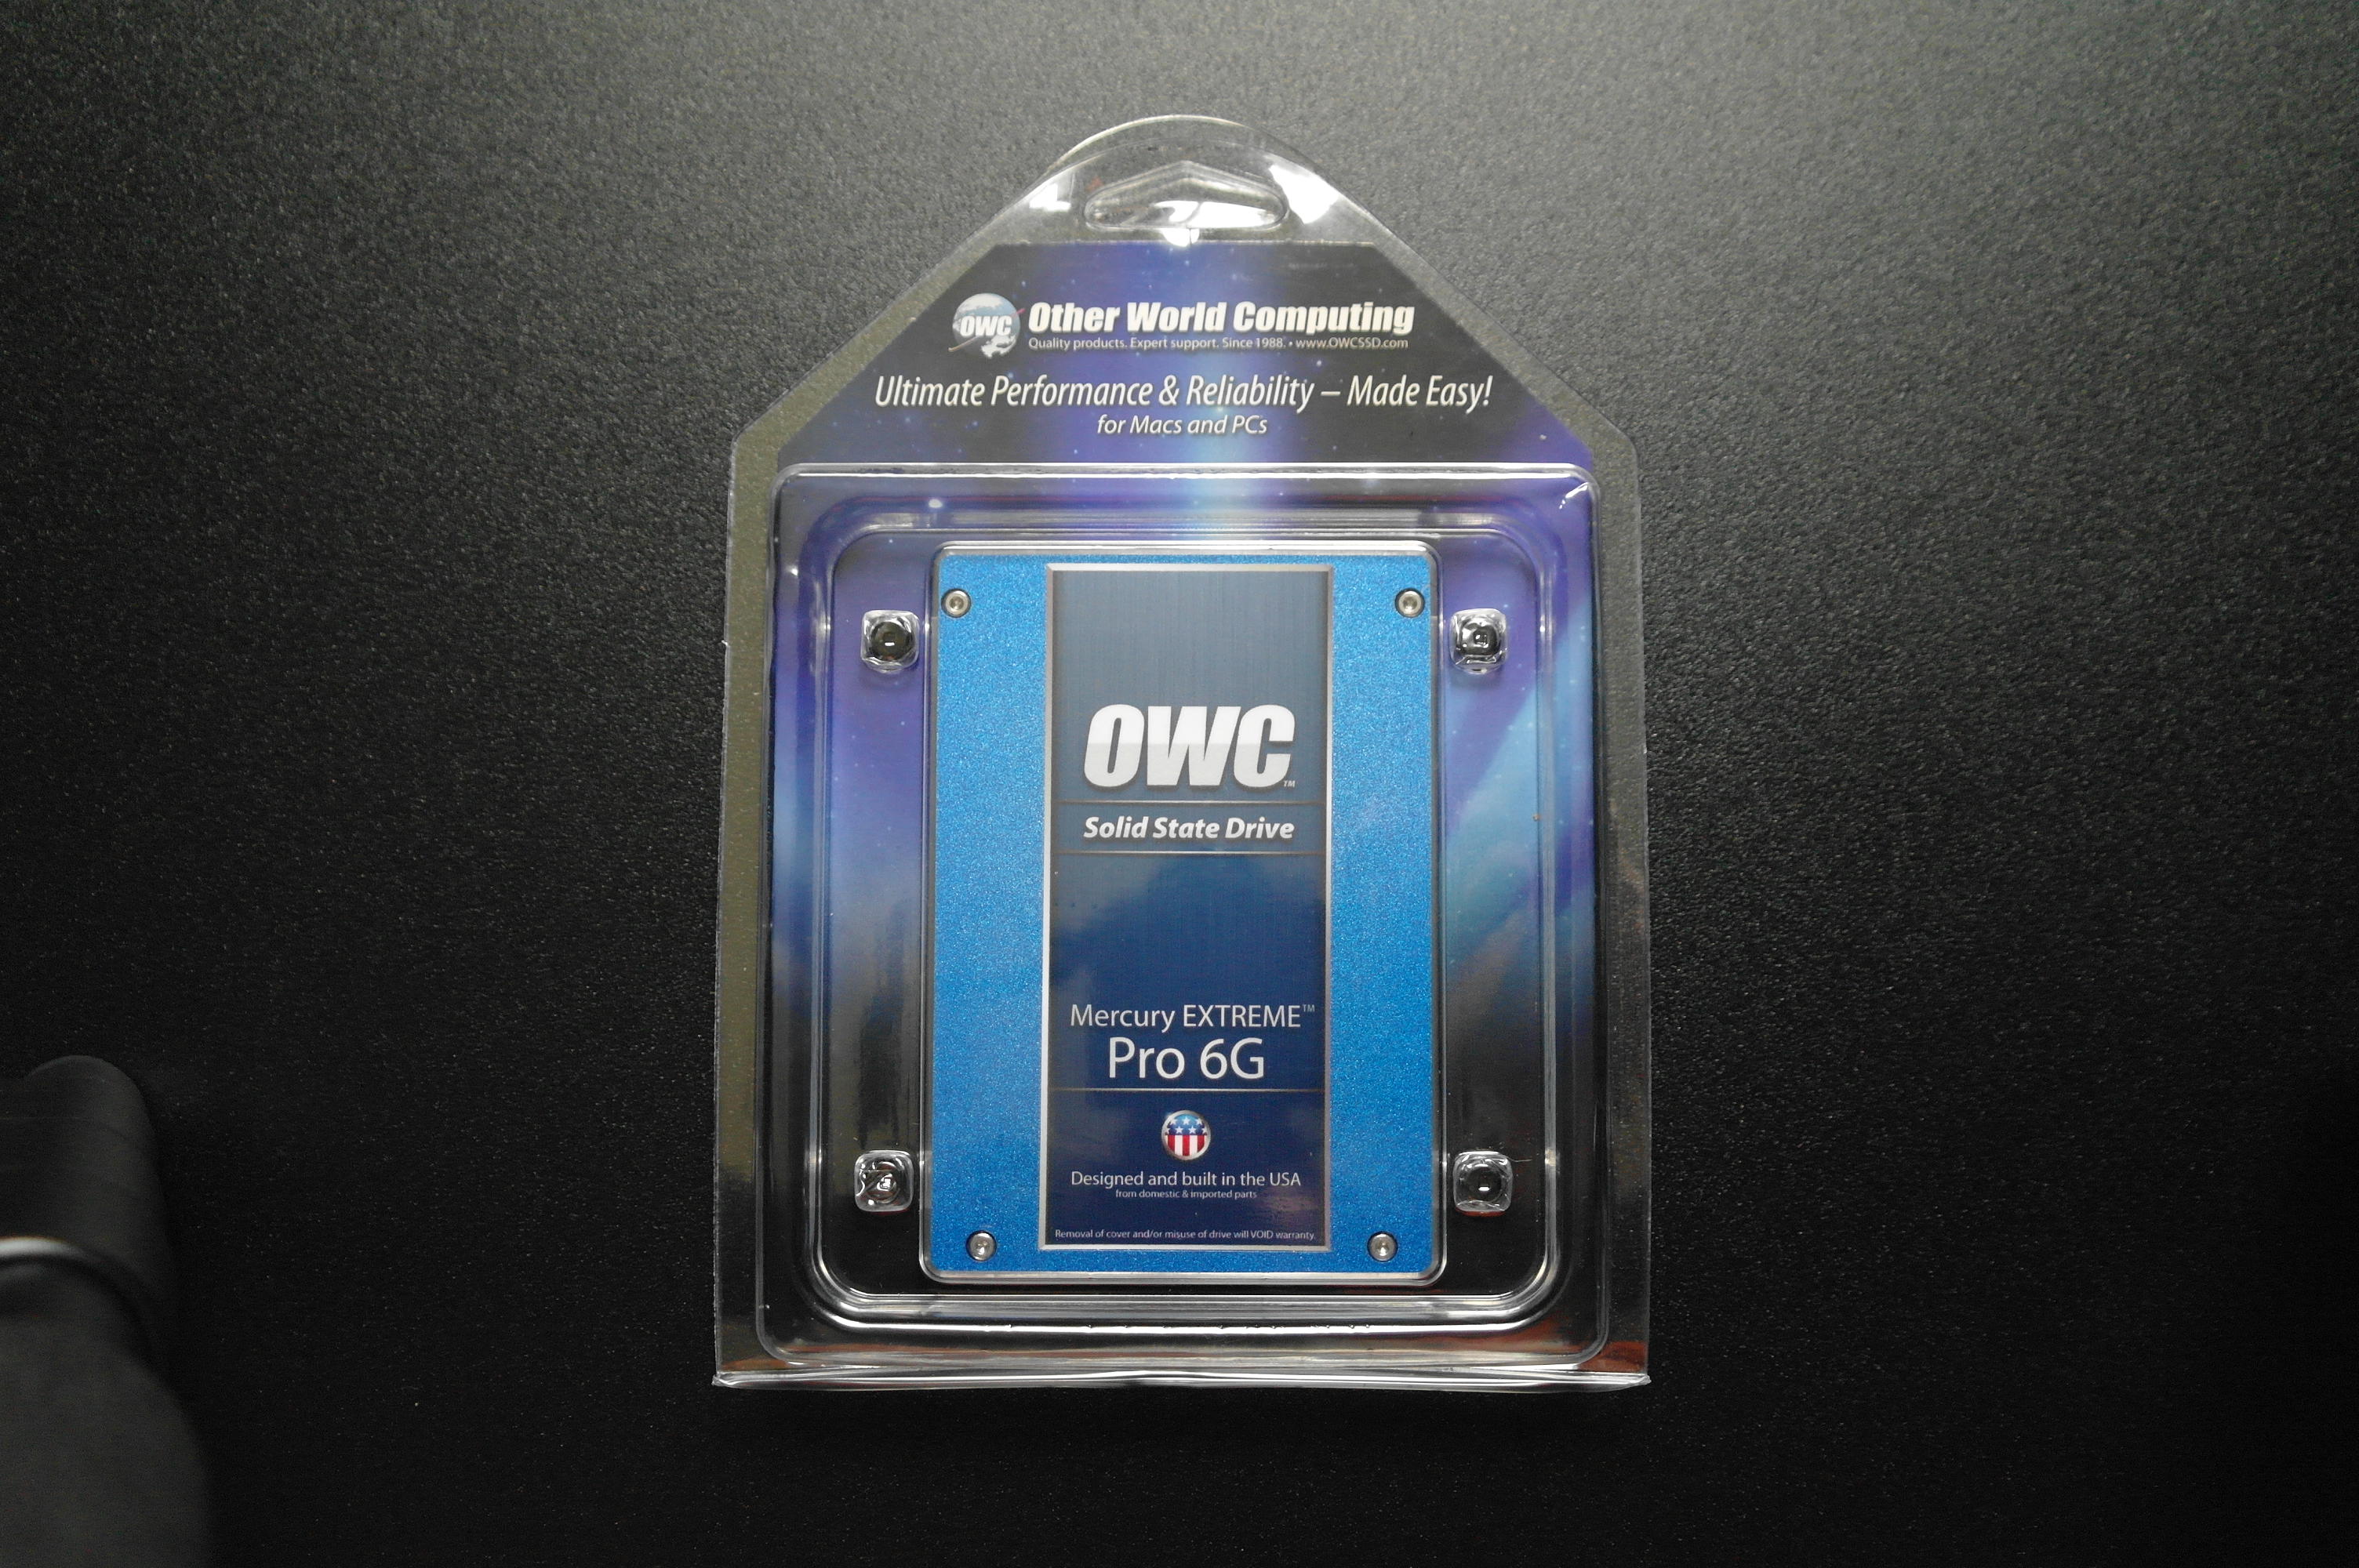 OWC Other World Computing
Quality products. Expert support. Since 1988. • www.OWCSSD.com
Ultimate Performance & Reliability – Made Easy!
for Macs and PCs
OWC™
Solid State Drive
Mercury EXTREME™
Pro 6G
Designed and built in the USA
from domestic & imported parts
Removal of cover and/or misuse of drive will VOID warranty.